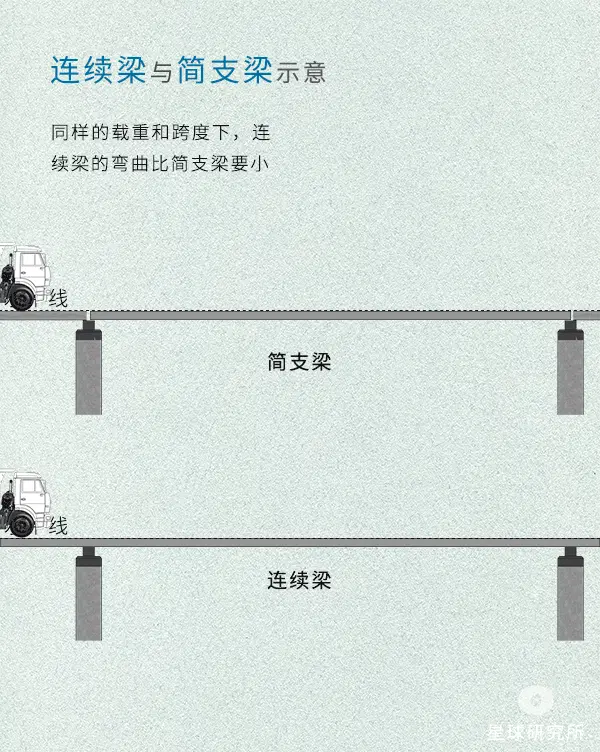 连续梁与简支梁示意
同样的载重和跨度下，连
续梁的弯曲比简支梁要小
线
简支梁
线
连续梁
星球研究所